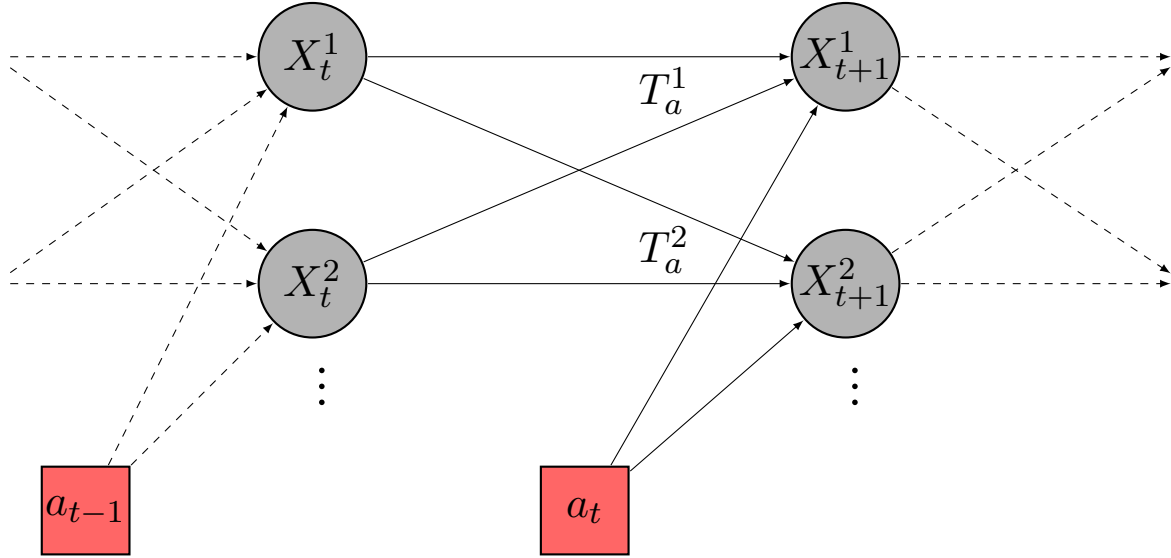 X_t^1
X_{t+1}^1
T_a^1
T_a^2
X_t^2
X_{t+1}^2
⋮
⋮
a_{t-1}
a_t